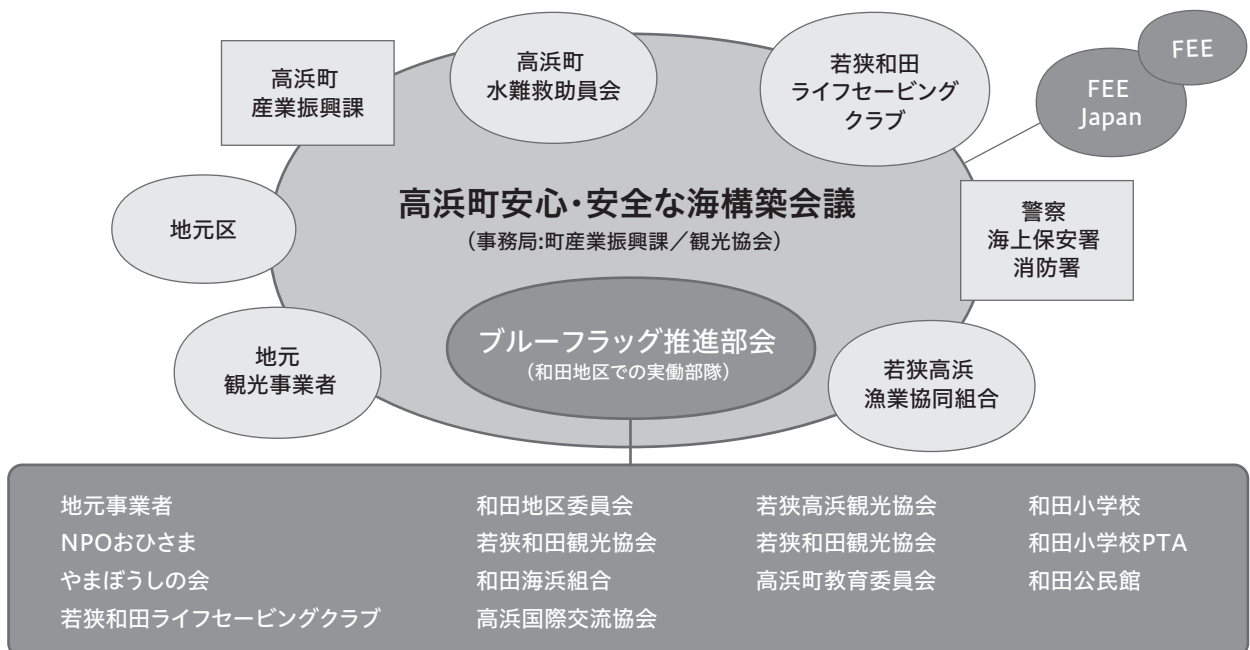 高浜町
産業振興課
高浜町
水難救助員会
若狭和田
ライフセービング
クラブ
FEE
Japan
FEE
地元区
高浜町安心・安全な海構築会議
（事務局:町産業振興課／観光協会）
警察
海上保安署
消防署
地元
観光事業者
ブルーフラッグ推進部会
（和田地区での実働部隊）
若狭高浜
漁業協同組合
地元事業者
NPOおひさま
やまぼうしの会
若狭和田ライフセービングクラブ
和田地区委員会
若狭和田観光協会
和田海浜組合
高浜国際交流協会
若狭高浜観光協会
若狭和田観光協会
高浜町教育委員会
和田小学校
和田小学校PTA
和田公民館